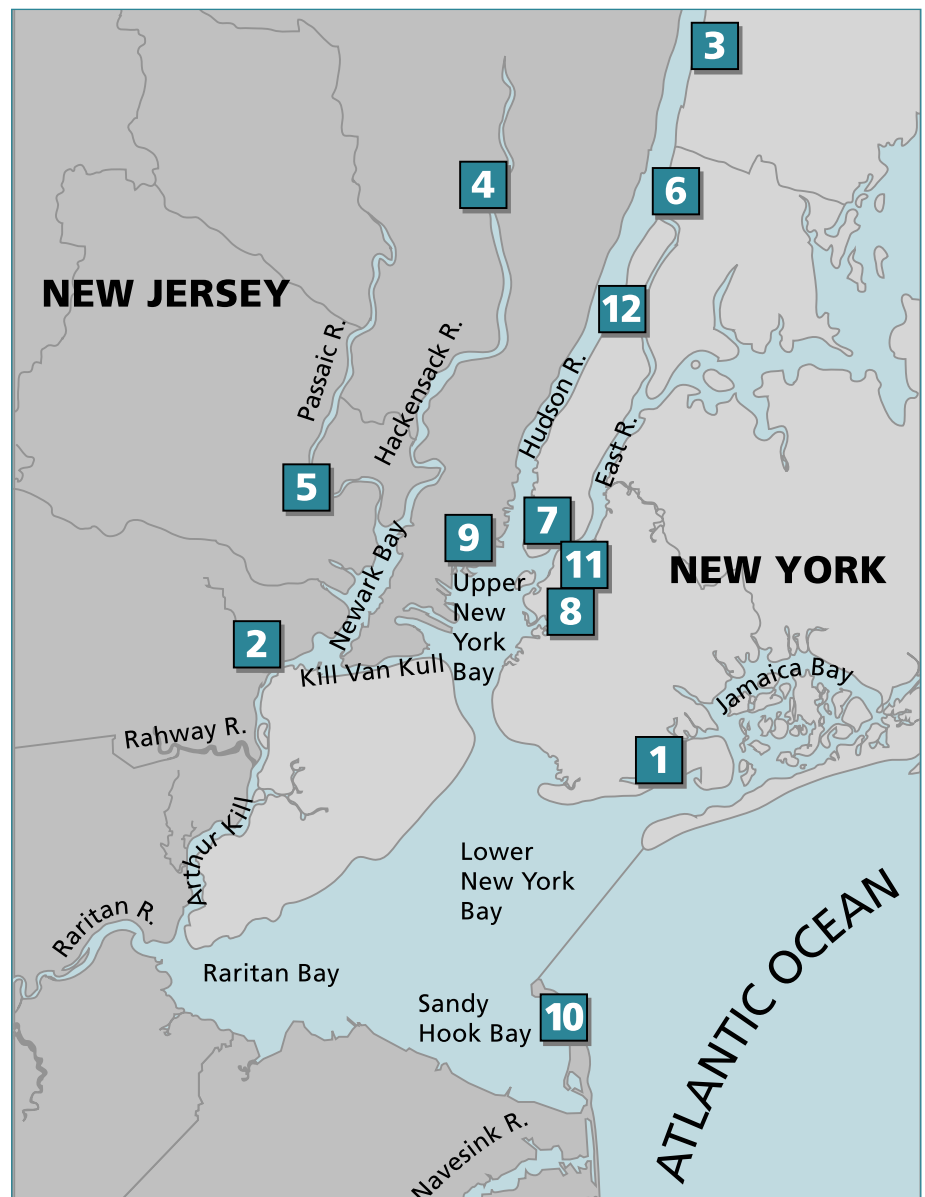 3
4
6
NEW JERSEY
12
Passaic R.
Hackensack R.
Hudson R.
East R.
5
7
9
11
NEW YORK
Upper
New
York
Bay
8
Newark Bay
2
Kill Van Kull
Jamaica Bay
Rahway R.
1
Arthur Kill
Lower
New York
Bay
Raritan R.
ATLANTIC OCEAN
Raritan Bay
Sandy
Hook Bay
10
Navesink R.